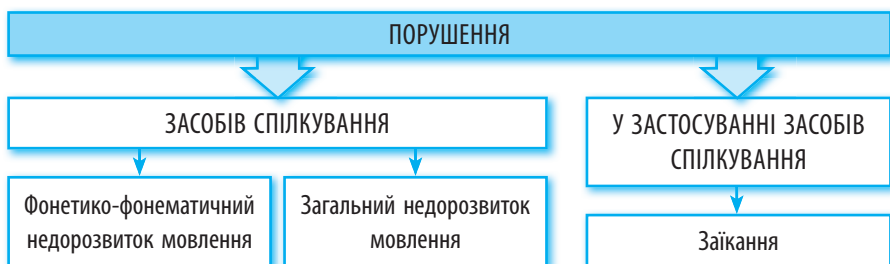 ПОРУШЕННЯ
ЗАСОБІВ СПІЛКУВАННЯ
У ЗАСТОСУВАННІ ЗАСОБІВ
СПІЛКУВАННЯ
Фонетико-фонематичний
недорозвиток мовлення
Загальний недорозвиток
мовлення
Заїкання